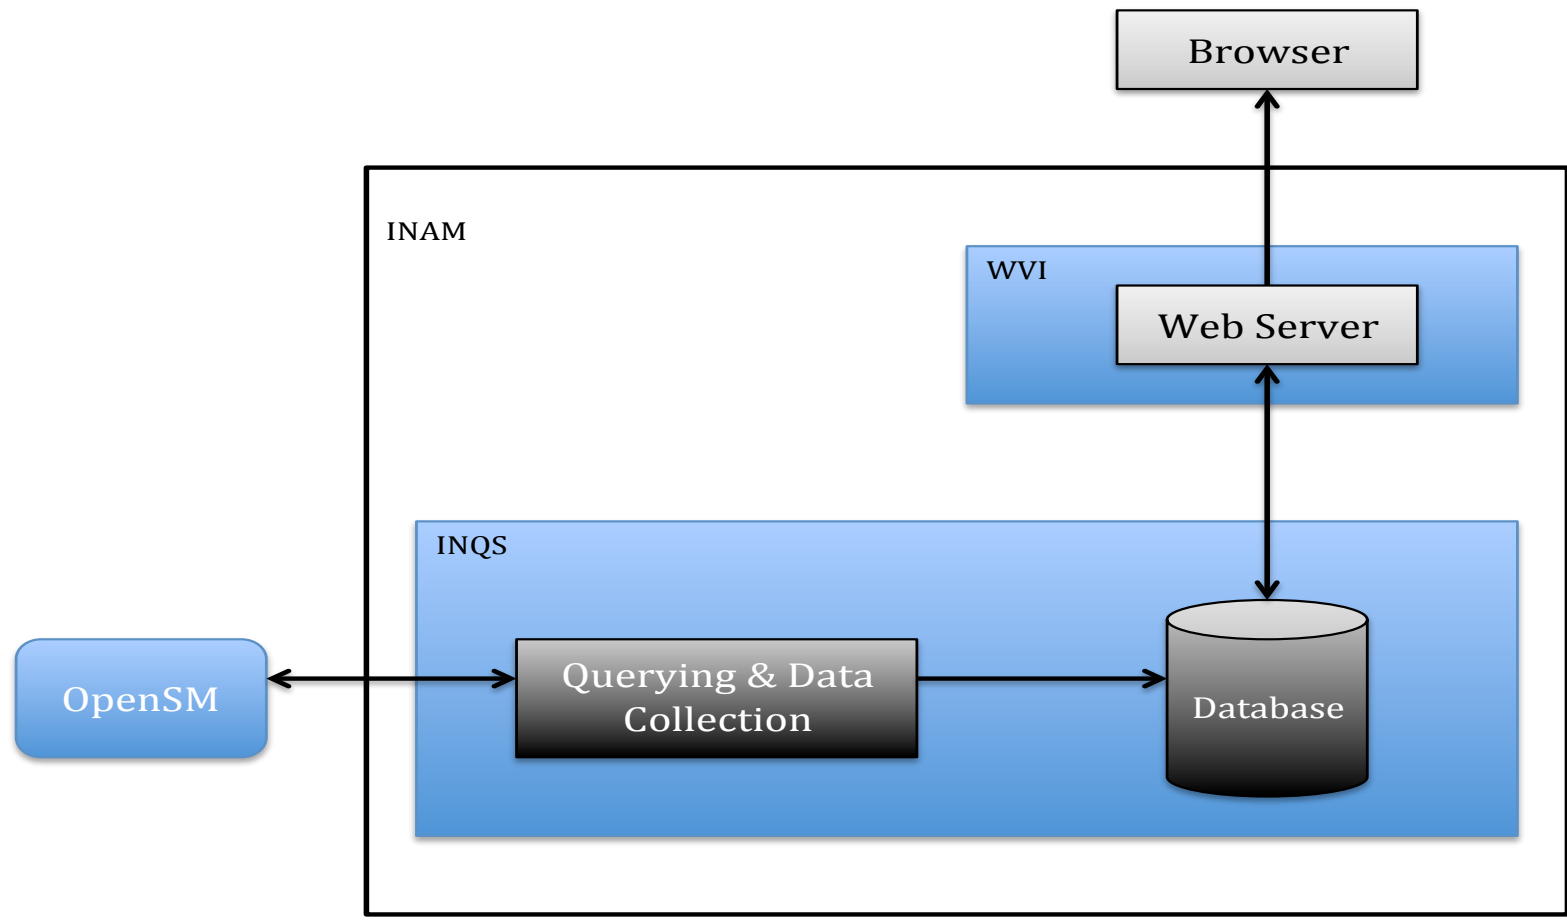 Browser
INAM
WVI
Web Server
INQS
OpenSM
Querying & Data
Collection
Database